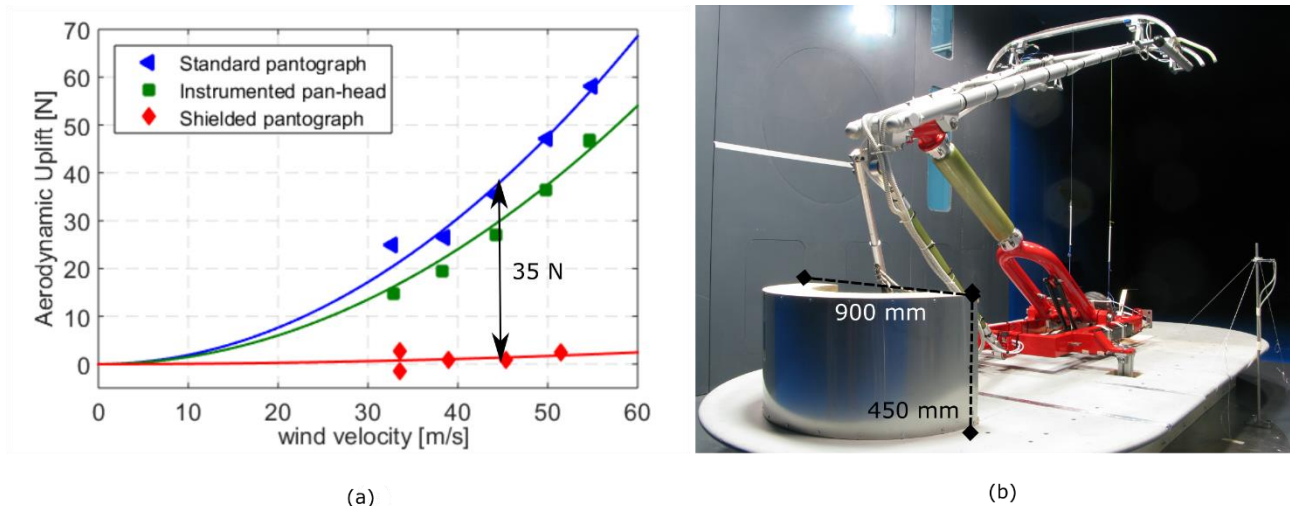 70
60
50
40
30
20
10
0
Aerodynamic Uplift [N]
Standard pantograph
Instrumented pan-head
Shielded pantograph
35 N
0 10 20 30 40 50 60
wind velocity [m/s]
900 mm
450 mm
(a)
(b)